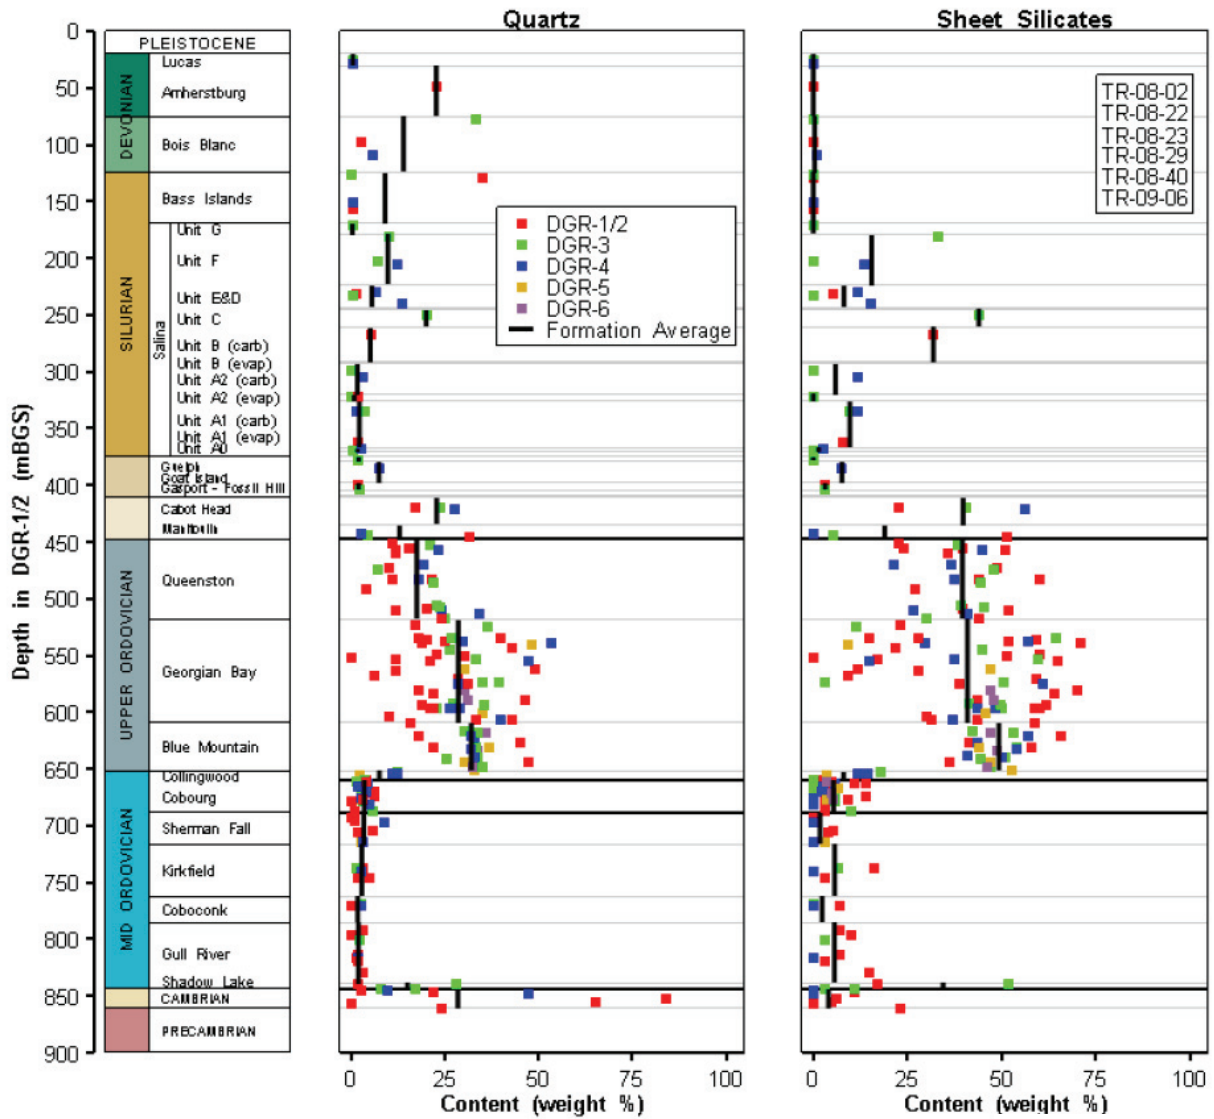 Quartz
Sheet Silicates
Depth in DGR-1/2 (mBGS)
0
50
100
150
200
250
300
350
400
450
500
550
600
650
700
750
800
850
900
PLEISTOCENE
DEVONIAN
Lucas
Amherstburg
Bois Blanc
SILURIAN
Bass Islands
Salina
Unit G
Unit F
Unit E&D
Unit C
Unit B (carb)
Unit B (evap)
Unit A2 (carb)
Unit A2 (evap)
Unit A1 (carb)
Unit A1 (evap)
Unit A0
Guelph
Goat Island
Gasport - Fossil Hill
Cabot Head
Manitoulin
UPPER ORDOVICIAN
Queenston
Georgian Bay
Blue Mountain
MID ORDOVICIAN
Collingwood
Cobourg
Sherman Fall
Kirkfield
Coboconk
Gull River
Shadow Lake
CAMBRIAN
PRECAMBRIAN
DGR-1/2
DGR-3
DGR-4
DGR-5
DGR-6
Formation Average
TR-08-02
TR-08-22
TR-08-23
TR-08-29
TR-08-40
TR-09-06
0 25 50 75 100
Content (weight %)
0 25 50 75 100
Content (weight %)